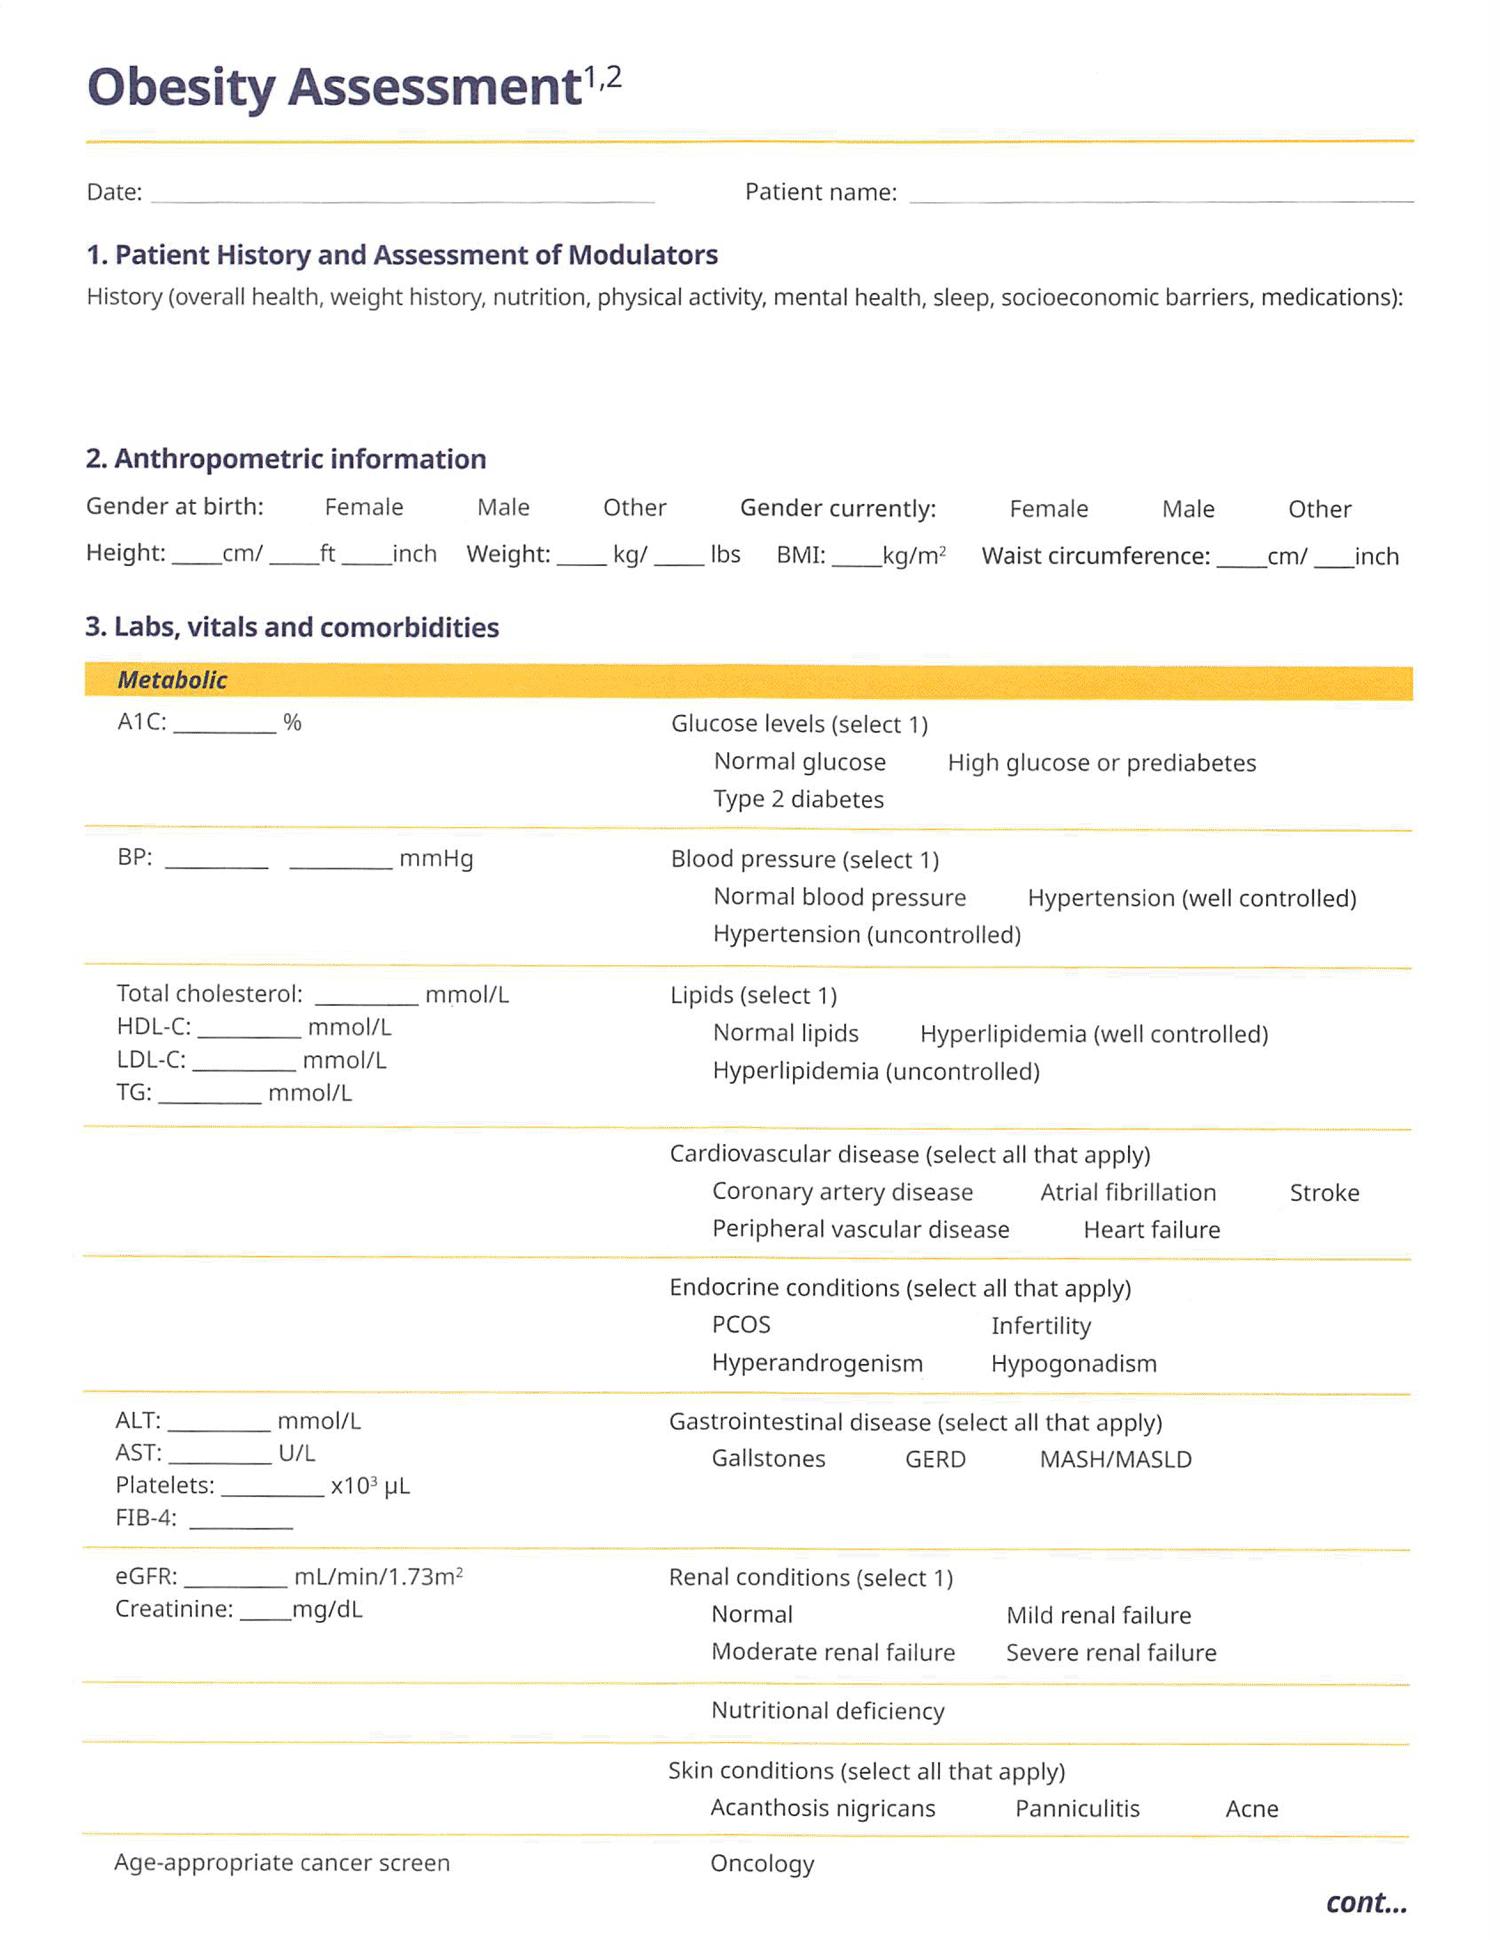 Obesity Assessment1,2
Date: ____________ Patient name: ____________
1. Patient History and Assessment of Modulators
History (overall health, weight history, nutrition, physical activity, mental health, sleep, socioeconomic barriers, medications):
2. Anthropometric information
Gender at birth: Female Male Other Gender currently: Female Male Other
Height: ____cm/ ____ft ____inch Weight: ____ kg/ ____ lbs BMI: ____kg/m² Waist circumference: ____cm/ ___inch
3. Labs, vitals and comorbidities
Metabolic
A1C: ________ % Glucose levels (select 1)
Normal glucose High glucose or prediabetes
Type 2 diabetes
BP: ________ ________ mmHg Blood pressure (select 1)
Normal blood pressure Hypertension (well controlled)
Hypertension (uncontrolled)
Total cholesterol: ________ mmol/L Lipids (select 1)
HDL-C: ________ mmol/L Normal lipids Hyperlipidemia (well controlled)
LDL-C: ________ mmol/L Hyperlipidemia (uncontrolled)
TG: ________ mmol/L
Cardiovascular disease (select all that apply)
Coronary artery disease Atrial fibrillation Stroke
Peripheral vascular disease Heart failure
Endocrine conditions (select all that apply)
PCOS Infertility
Hyperandrogenism Hypogonadism
ALT: ________ mmol/L Gastrointestinal disease (select all that apply)
AST: ________ U/L Gallstones GERD MASH/MASLD
Platelets: ________ x10³ µL
FIB-4: ________
eGFR: ________ mL/min/1.73m² Renal conditions (select 1)
Creatinine: ____mg/dL Normal Mild renal failure
Moderate renal failure Severe renal failure
Nutritional deficiency
Skin conditions (select all that apply)
Acanthosis nigricans Panniculitis Acne
Age-appropriate cancer screen Oncology
cont...